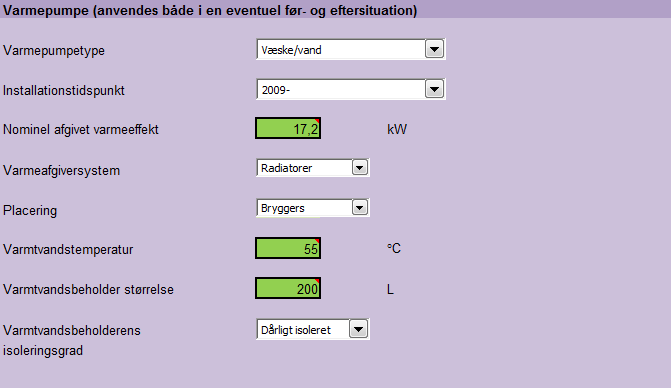 Varmepumpe (anvendes både i en eventuel før- og eftersituation)
Varmepumpetype Væske/vand
Installationstidspunkt 2009-
Nominel afgivet varmeeffekt 17,2 kW
Varmeafgiversystem Radiatorer
Placering Bryggers
Varmtvandstemperatur 55 °C
Varmtvandsbeholder størrelse 200 L
Varmtvandsbeholderens Dårligt isoleret
isoleringsgrad